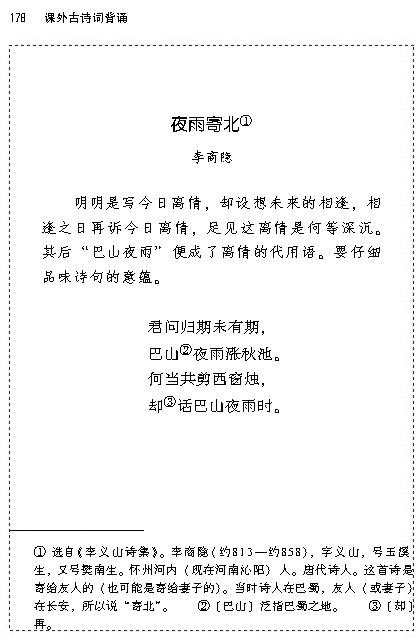 178 课外古诗词背诵
夜雨寄北①
李商隐
明明是写今日离情，却设想未来的相逢，相
逢之日再诉今日离情，足见这离情是何等深沉。
其后“巴山夜雨”便成了离情的代用语。要仔细
品味诗句的意蕴。
君问归期未有期，
巴山②夜雨涨秋池。
何当共剪西窗烛，
却③话巴山夜雨时。
① 选自《李义山诗集》。李商隐（约813—约858），字义山，号玉溪
生，又号樊南生。怀州河内（现在河南沁阳）人。唐代诗人。这首诗是
寄给友人的（也可能是寄给妻子的）。当时诗人在巴蜀，友人（或妻子）
在长安，所以说“寄北”。 ②〔巴山〕泛指巴蜀之地。 ③〔却〕
再。